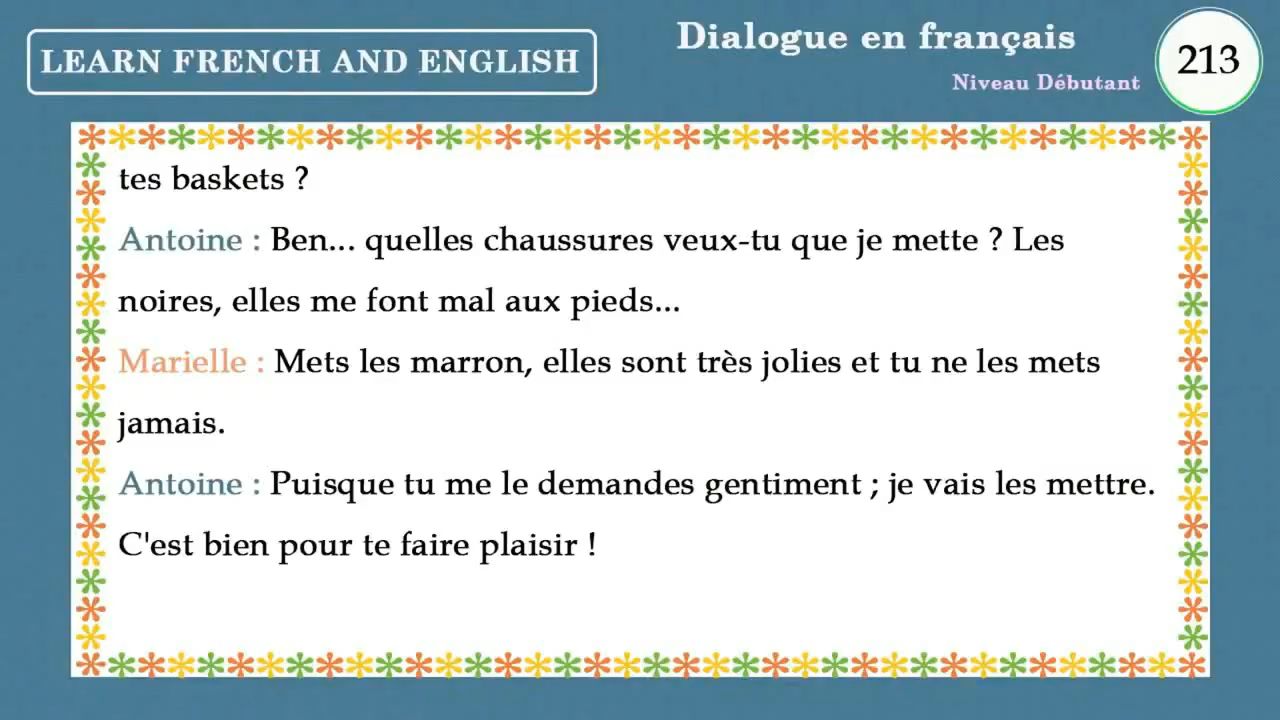 LEARN FRENCH AND ENGLISH
Dialogue en français
Niveau Débutant
213
tes baskets ?
Antoine : Ben... quelles chaussures veux-tu que je mette ? Les
noires, elles me font mal aux pieds...
Marielle : Mets les marron, elles sont très jolies et tu ne les mets
jamais.
Antoine : Puisque tu me le demandes gentiment ; je vais les mettre.
C'est bien pour te faire plaisir !